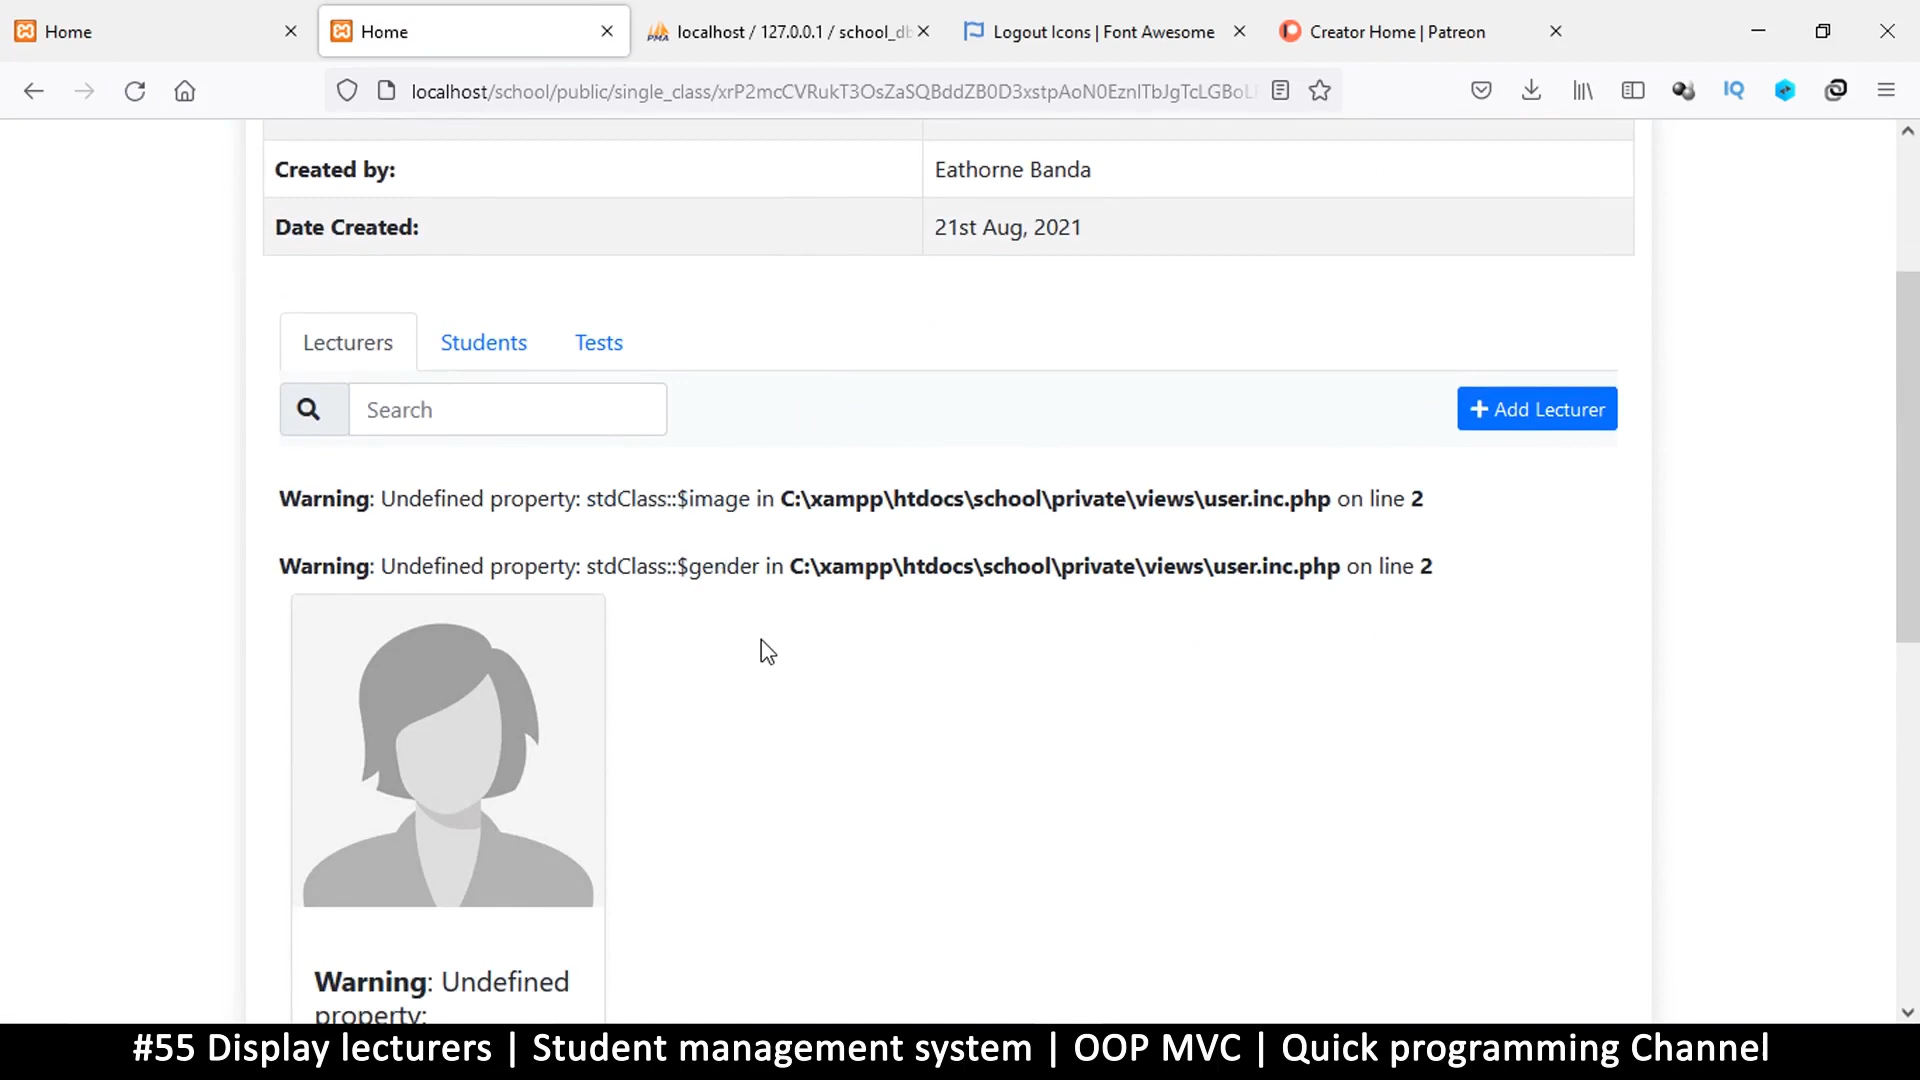 Home
Home
localhost / 127.0.0.1 / school_db
Logout Icons | Font Awesome
Creator Home | Patreon
localhost/school/public/single_class/xrP2mcCVRukT3OsZaSQBddZB0D3xstpAoN0EznlTbJgTcLGBoL
IQ
Created by:
Eathorne Banda
Date Created:
21st Aug, 2021
Lecturers
Students
Tests
Search
Add Lecturer
Warning: Undefined property: stdClass::$image in C:\xampp\htdocs\school\private\views\user.inc.php on line 2
Warning: Undefined property: stdClass::$gender in C:\xampp\htdocs\school\private\views\user.inc.php on line 2
Warning: Undefined
property:
#55 Display lecturers | Student management system | OOP MVC | Quick programming Channel